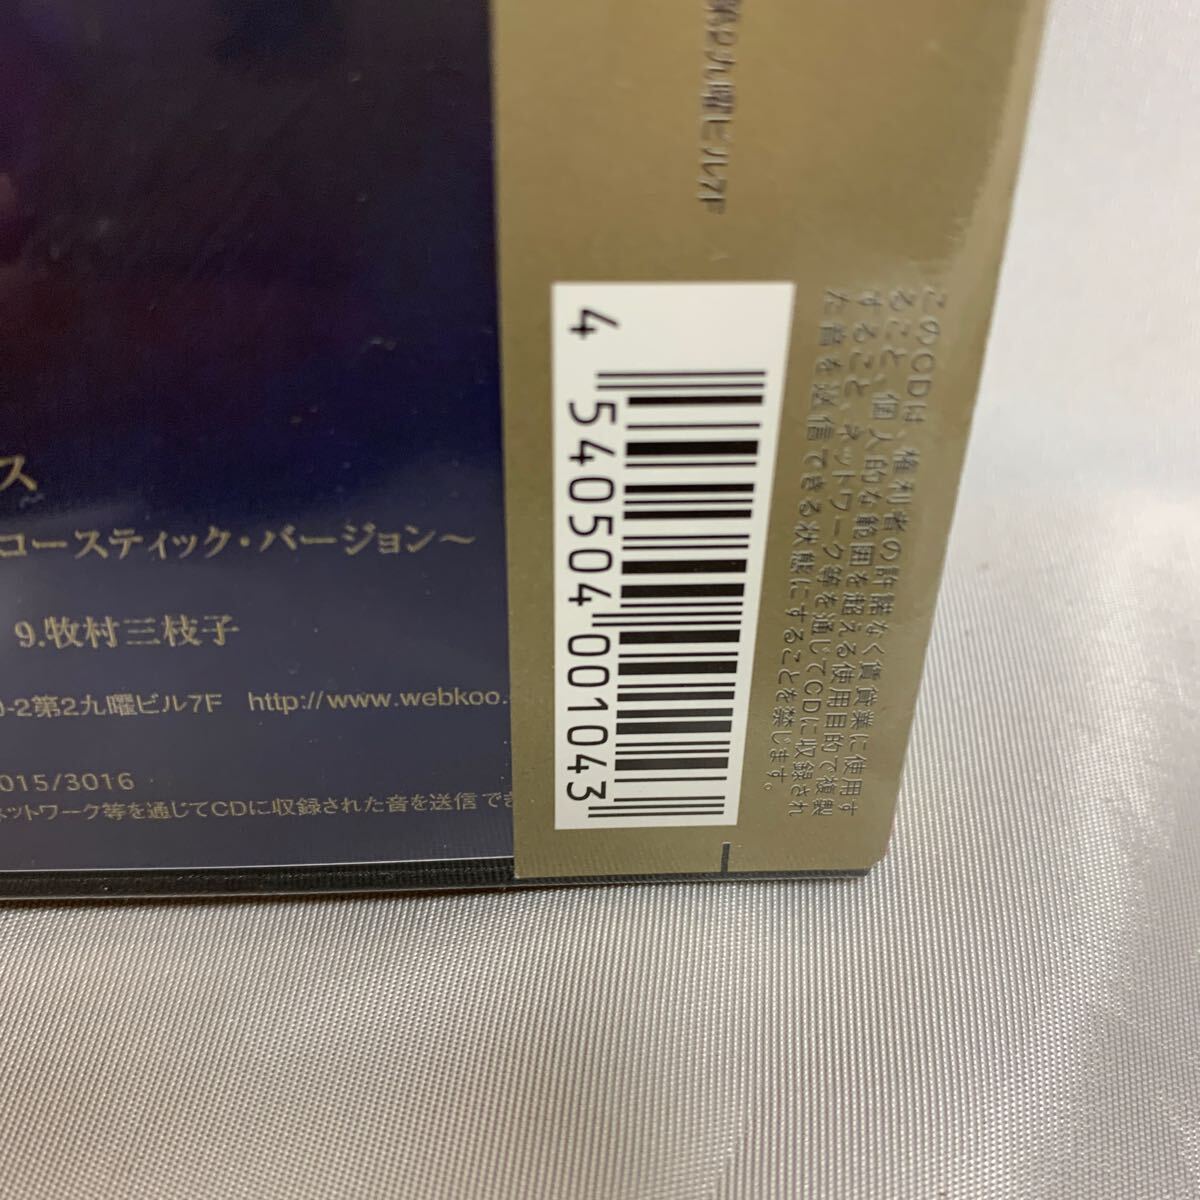 ス
コースティック・バージョン～
9.牧村三枝子
-2第2九曜ビル7F http://www.webkoo.
015/3016
ネットワーク等を通じてCDに収録された音を送信でき
第2九曜ビル7F
4 540504 001043
このCDは、権利者の許諾なく賃貸業に使用す
ること、個人的な範囲を超える使用目的で複製
すること、ネットワーク等を通じてCDに収録され
た音を送信できる状態にすることを禁じます。